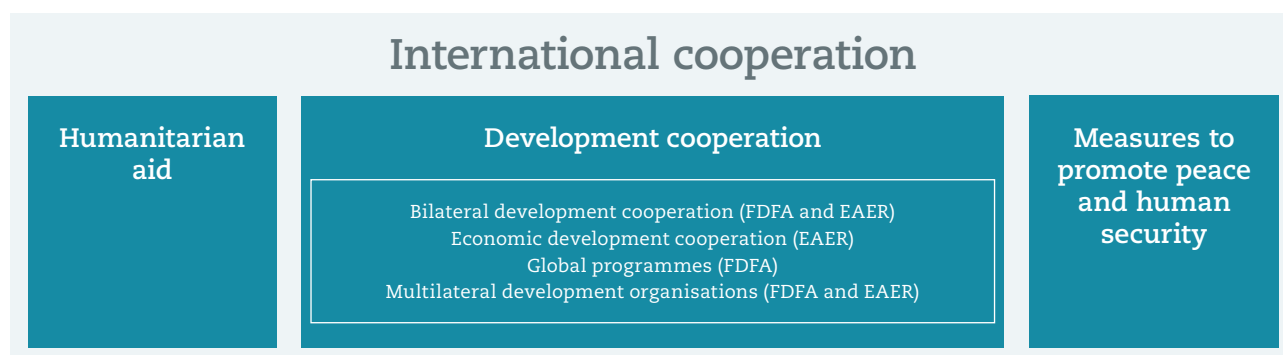 International cooperation
Humanitarian
aid
Development cooperation
Bilateral development cooperation (FDFA and EAER)
Economic development cooperation (EAER)
Global programmes (FDFA)
Multilateral development organisations (FDFA and EAER)
Measures to
promote peace
and human
security